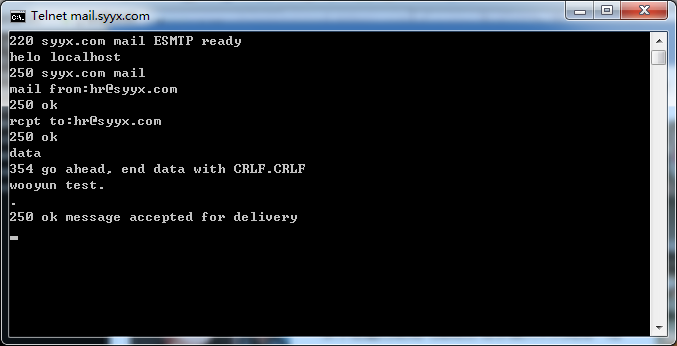 Telnet mail.syyx.com
220 syyx.com mail ESMTP ready
helo localhost
250 syyx.com mail
mail from:hr@syyx.com
250 ok
rcpt to:hr@syyx.com
250 ok
data
354 go ahead, end data with CRLF.CRLF
wooyun test.
.
250 ok message accepted for delivery